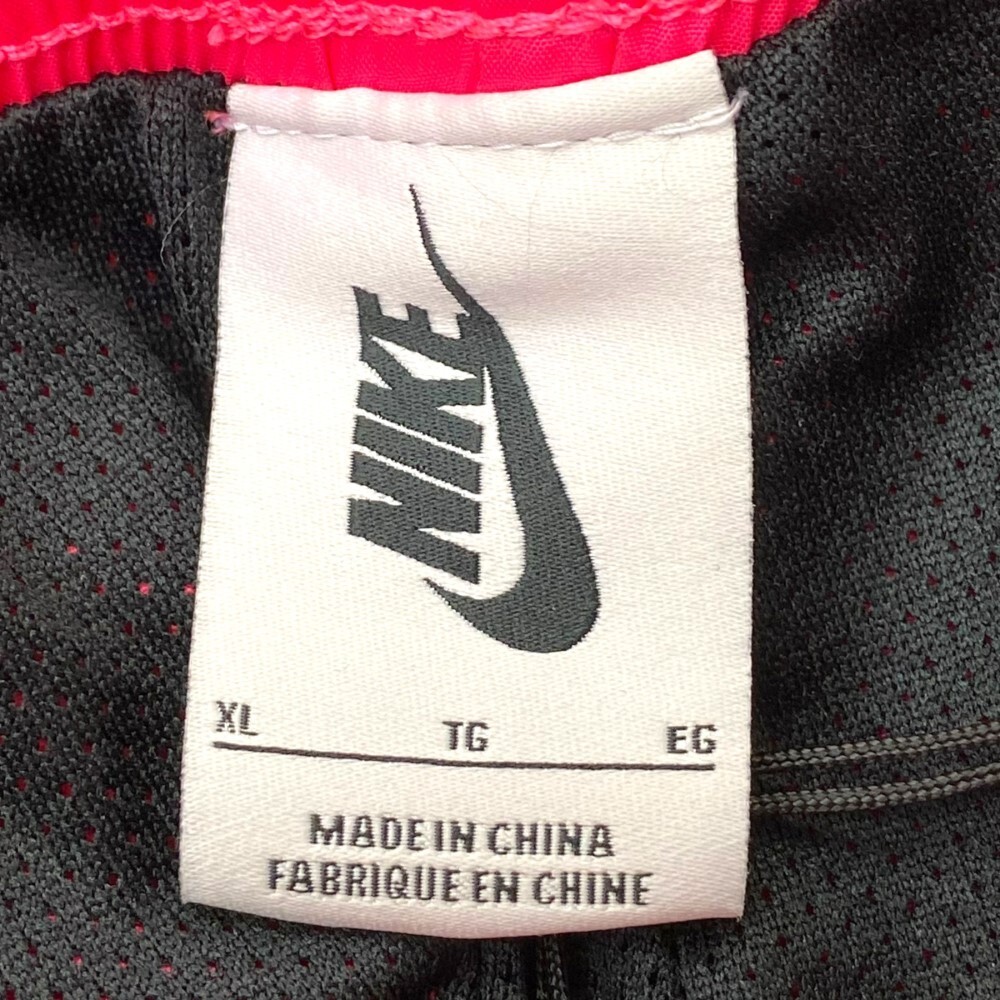 NIKE
XL TG EG
MADE IN CHINA
FABRIQUE EN CHINE